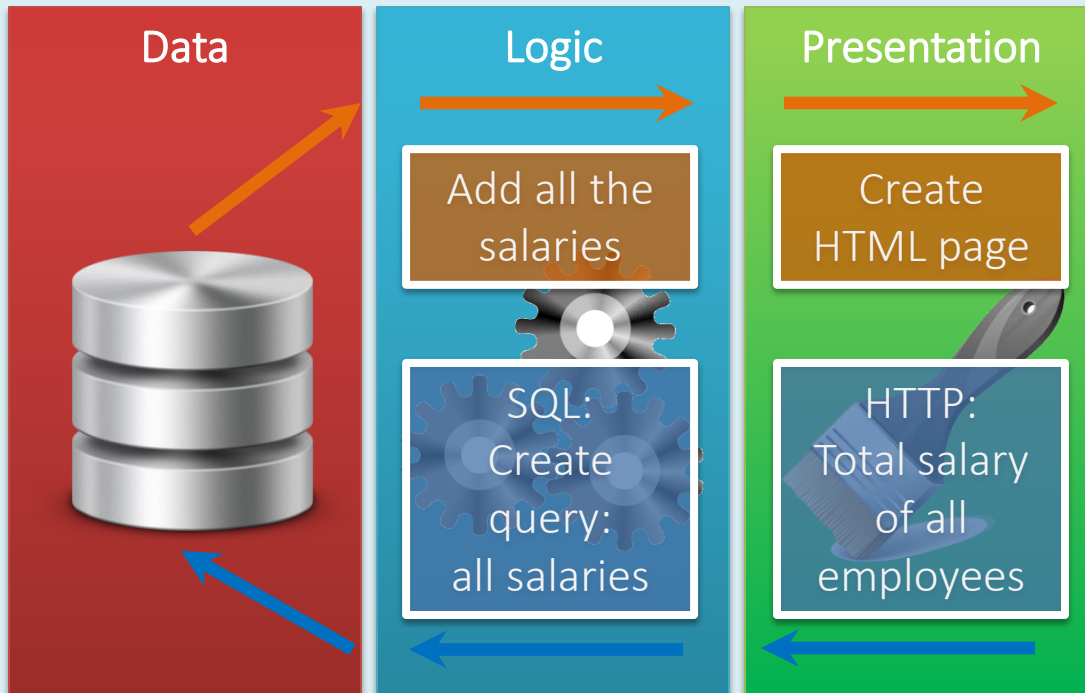 Data
Logic
Add all the
salaries
SQL:
Create
query:
all salaries
Presentation
Create
HTML page
HTTP:
Total salary
of all
employees